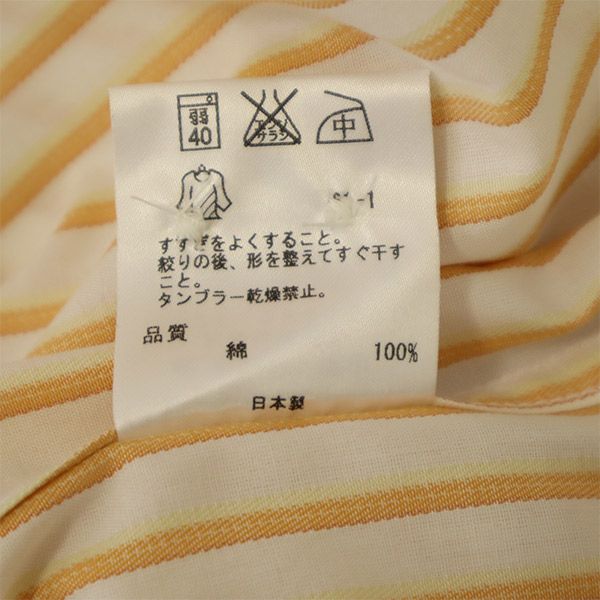 弱
40
エンソ
サラシ
中
-1
すすぎをよくすること。
絞りの後、形を整えてすぐ干す
こと。
タンブラー乾燥禁止。
品質
綿 100%
日本製